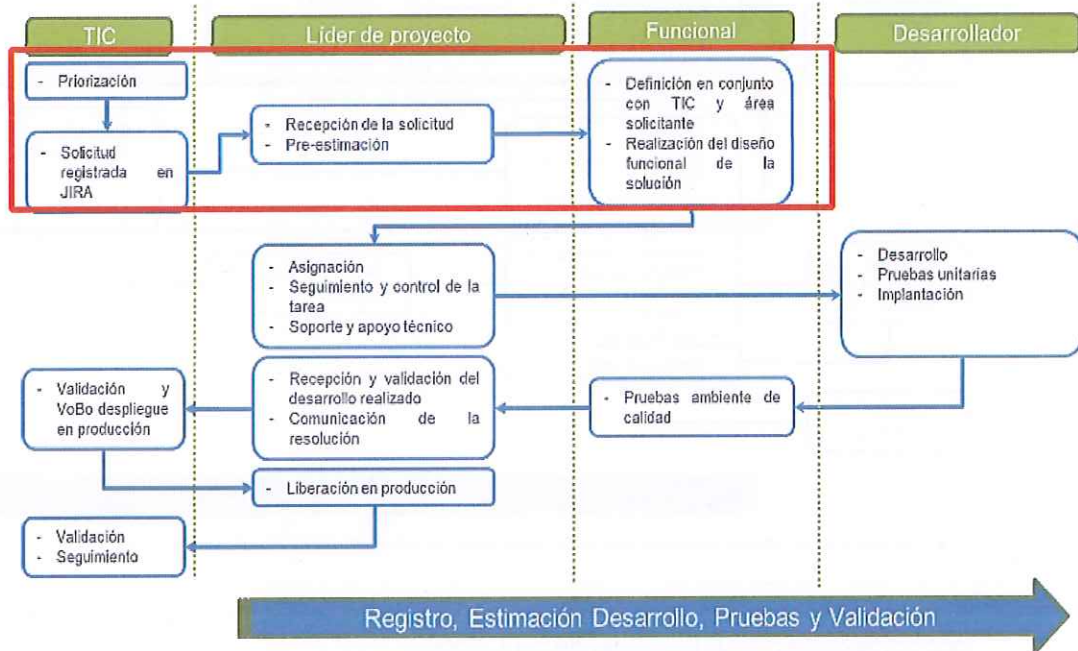 TIC
Líder de proyecto
Funcional
Desarrollador
- Priorización
- Solicitud
registrada en
JIRA
- Recepción de la solicitud
- Pre-estimación
- Definición en conjunto
con TIC y área
solicitante
- Realización del diseño
funcional de la
solución
- Asignación
- Seguimiento y control de la
tarea
- Soporte y apoyo técnico
- Desarrollo
- Pruebas unitarias
- Implantación
- Pruebas ambiente de
calidad
- Recepción y validación del
desarrollo realizado
- Comunicación de la
resolución
- Validación y
VoBo despliegue
en producción
- Liberación en producción
- Validación
- Seguimiento
Registro, Estimación Desarrollo, Pruebas y Validación